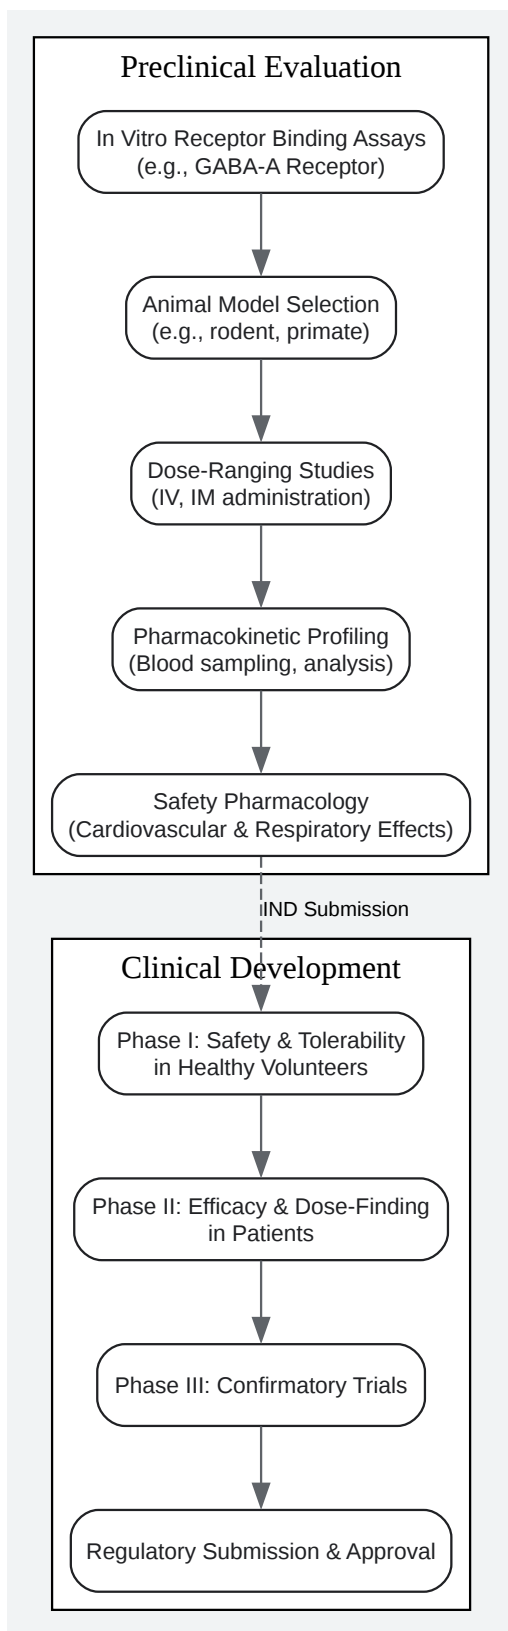 Preclinical Evaluation
In Vitro Receptor Binding Assays
(e.g., GABA-A Receptor)
Animal Model Selection
(e.g., rodent, primate)
Dose-Ranging Studies
(IV, IM administration)
Pharmacokinetic Profiling
(Blood sampling, analysis)
Safety Pharmacology
(Cardiovascular & Respiratory Effects)
IND Submission
Clinical Development
Phase I: Safety & Tolerability
in Healthy Volunteers
Phase II: Efficacy & Dose-Finding
in Patients
Phase III: Confirmatory Trials
Regulatory Submission & Approval